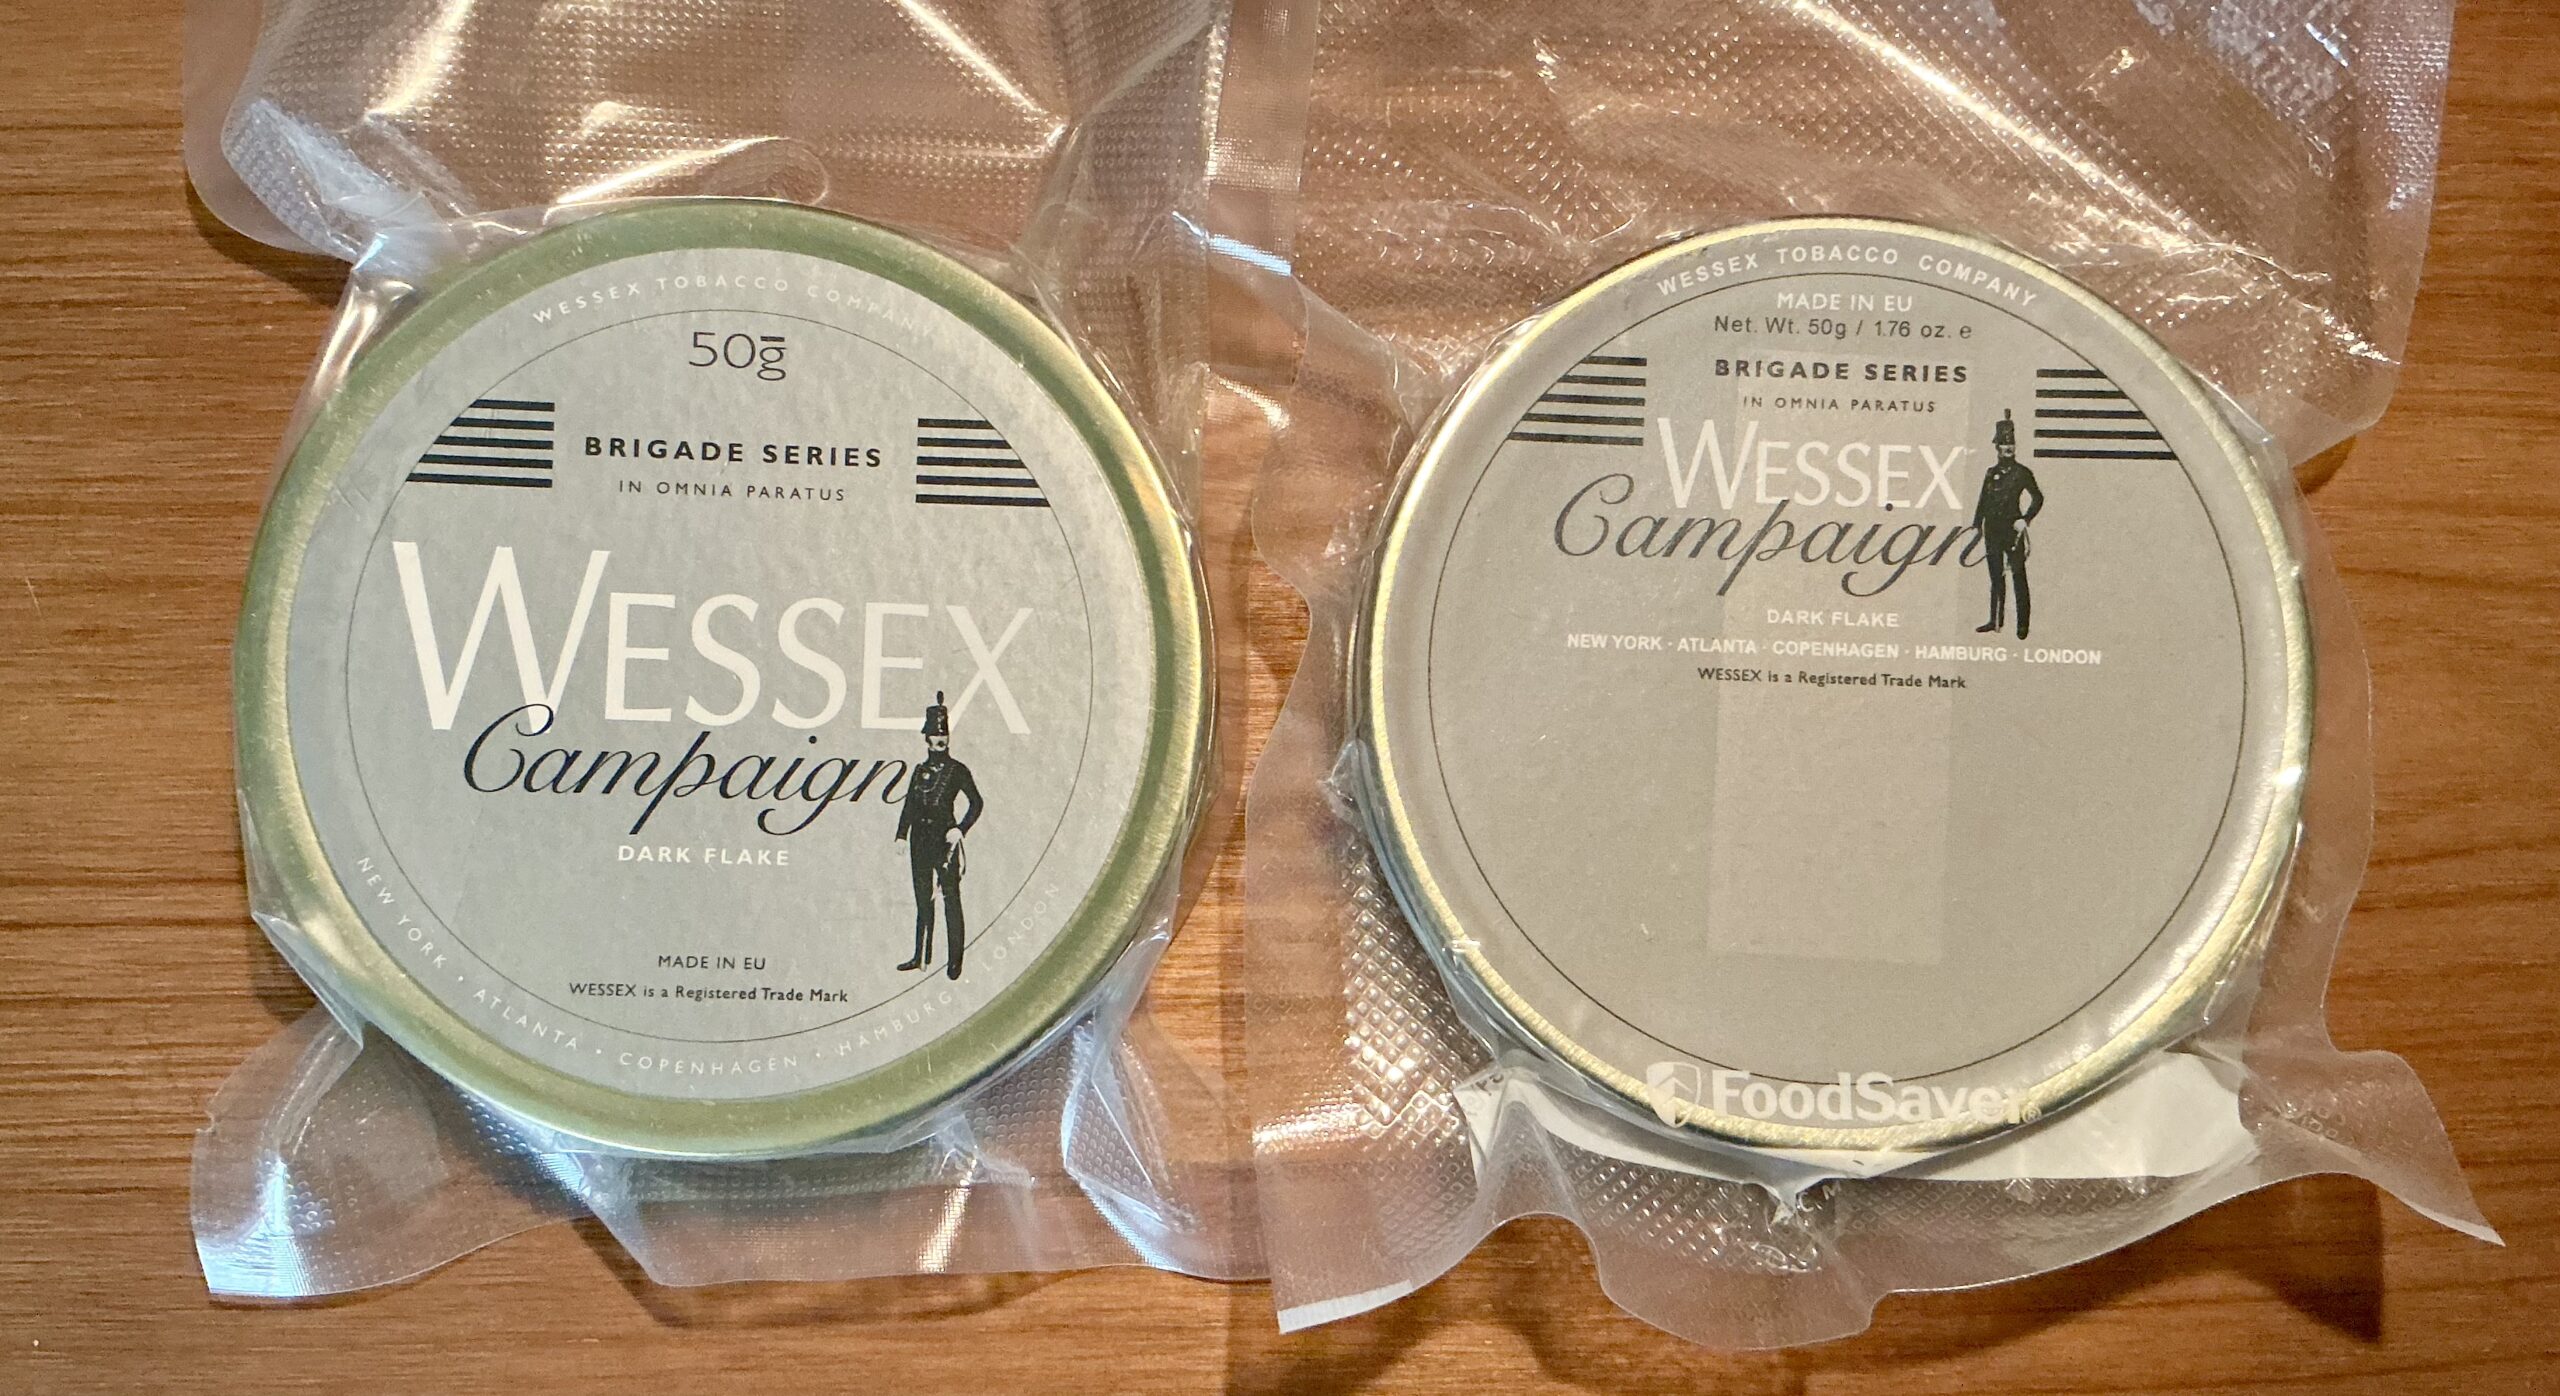 WESSEX TOBACCO COMPANY
50g
BRIGADE SERIES
IN OMNIA PARATUS
WESSEX
Campaign
DARK FLAKE
MADE IN EU
WESSEX is a Registered Trade Mark
NEW YORK • ATLANTA • COPENHAGEN • HAMBURG • LONDON
WESSEX TOBACCO COMPANY
MADE IN EU
Net. Wt. 50g / 1.76 oz. e
BRIGADE SERIES
IN OMNIA PARATUS
WESSEX
Campaign
DARK FLAKE
NEW YORK · ATLANTA · COPENHAGEN · HAMBURG · LONDON
WESSEX is a Registered Trade Mark
FoodSaver®